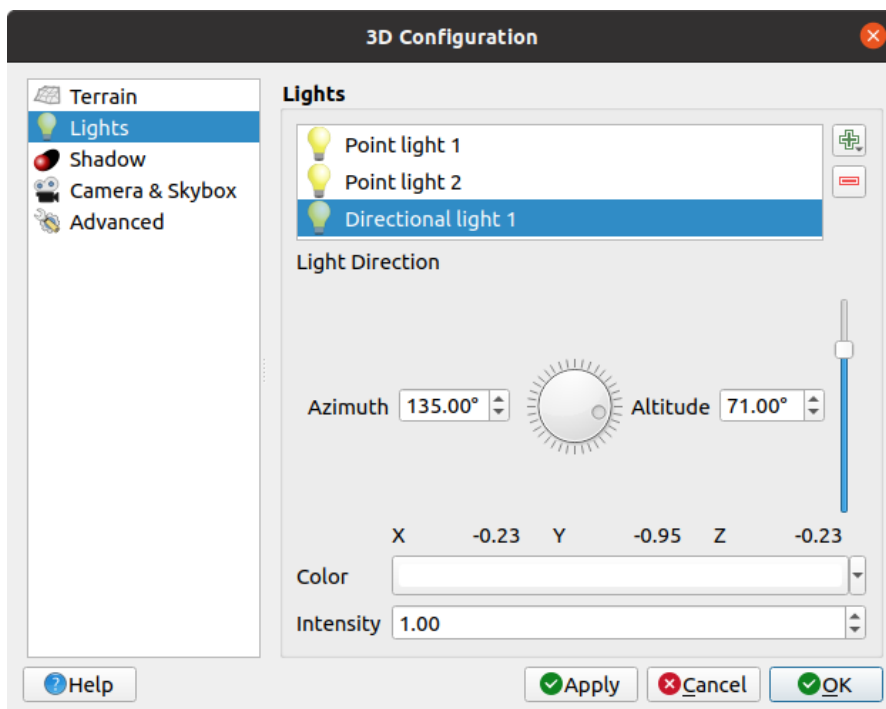 3D Configuration
Terrain
Lights
Shadow
Camera & Skybox
Advanced
Lights
Point light 1
Point light 2
Directional light 1
Light Direction
Azimuth 135.00° Altitude 71.00°
X -0.23 Y -0.95 Z -0.23
Color
Intensity 1.00
Help Apply Cancel OK